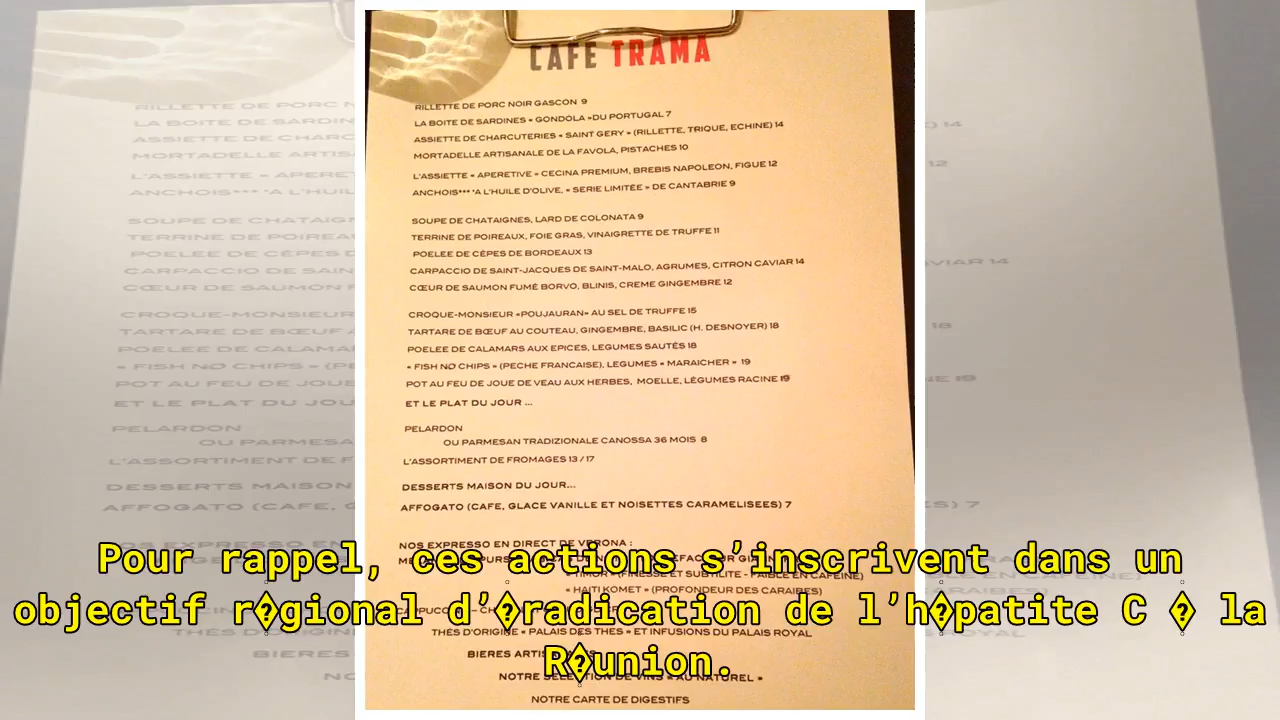 CAFE TRAMA
RILLETTE DE PORC NOIR GASCON 9
LA BOITE DE SARDINES « GONDOLA »DU PORTUGAL 7
ASSIETTE DE CHARCUTERIES « SAINT GERY » (RILLETTE, TRIQUE, ECHINE) 14
MORTADELLE ARTISANALE DE LA FAVOLA, PISTACHES 10
L'ASSIETTE « APERETIVE » CECINA PREMIUM, BREBIS NAPOLEON, FIGUE 12
ANCHOIS*** 'A L'HUILE D'OLIVE, « SERIE LIMITÉE » DE CANTABRIE 9
SOUPE DE CHATAIGNES, LARD DE COLONATA 9
TERRINE DE POIREAUX, FOIE GRAS, VINAIGRETTE DE TRUFFE 11
POELEE DE CÉPES DE BORDEAUX 13
CARPACCIO DE SAINT-JACQUES DE SAINT-MALO, AGRUMES, CITRON CAVIAR 14
CŒUR DE SAUMON FUMÉ BORVO, BLINIS, CREME GINGEMBRE 12
CROQUE-MONSIEUR «POUJAURAN» AU SEL DE TRUFFE 15
TARTARE DE BŒUF AU COUTEAU, GINGEMBRE, BASILIC (H. DESNOYER) 18
POELEE DE CALAMARS AUX EPICES, LEGUMES SAUTÉS 18
« FISH NO CHIPS » (PECHE FRANCAISE), LEGUMES « MARAICHER » 19
POT AU FEU DE JOUE DE VEAU AUX HERBES, MOELLE, LÉGUMES RACINE 19
ET LE PLAT DU JOUR ...
PELARDON
OU PARMESAN TRADIZIONALE CANOSSA 36 MOIS 8
L'ASSORTIMENT DE FROMAGES 13 / 17
DESSERTS MAISON DU JOUR...
AFFOGATO (CAFE, GLACE VANILLE ET NOISETTES CARAMELISEES) 7
NOS EXPRESSO EN DIRECT DE VERONA :
« TIMOR » (FINESSE ET SUBTILITE - FAIBLE EN CAFEINE)
« HAITI KOMET » (PROFONDEUR DES CARAIBES)
THÉS D'ORIGINE « PALAIS DES THES » ET INFUSIONS DU PALAIS ROYAL
BIERES
NOTRE SELECTION DE VINS « AU NATUREL »
NOTRE CARTE DE DIGESTIFS
Pour rappel, ces actions s’inscrivent dans un
objectif r�gional d’�radication de l’h�patite C � la
R�union.